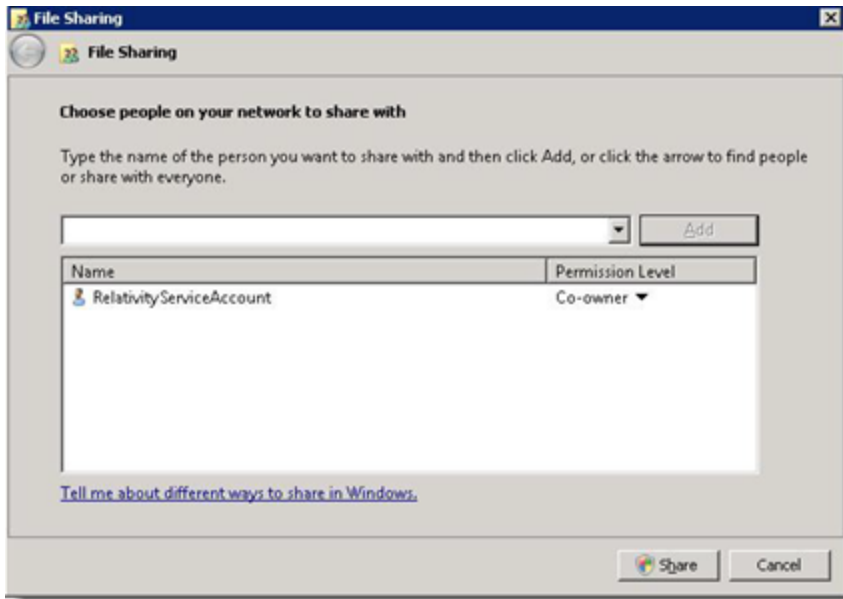 File Sharing
File Sharing
Choose people on your network to share with
Type the name of the person you want to share with and then click Add, or click the arrow to find people
or share with everyone.
Add
Name Permission Level
RelativityServiceAccount Co-owner
Tell me about different ways to share in Windows.
Share Cancel